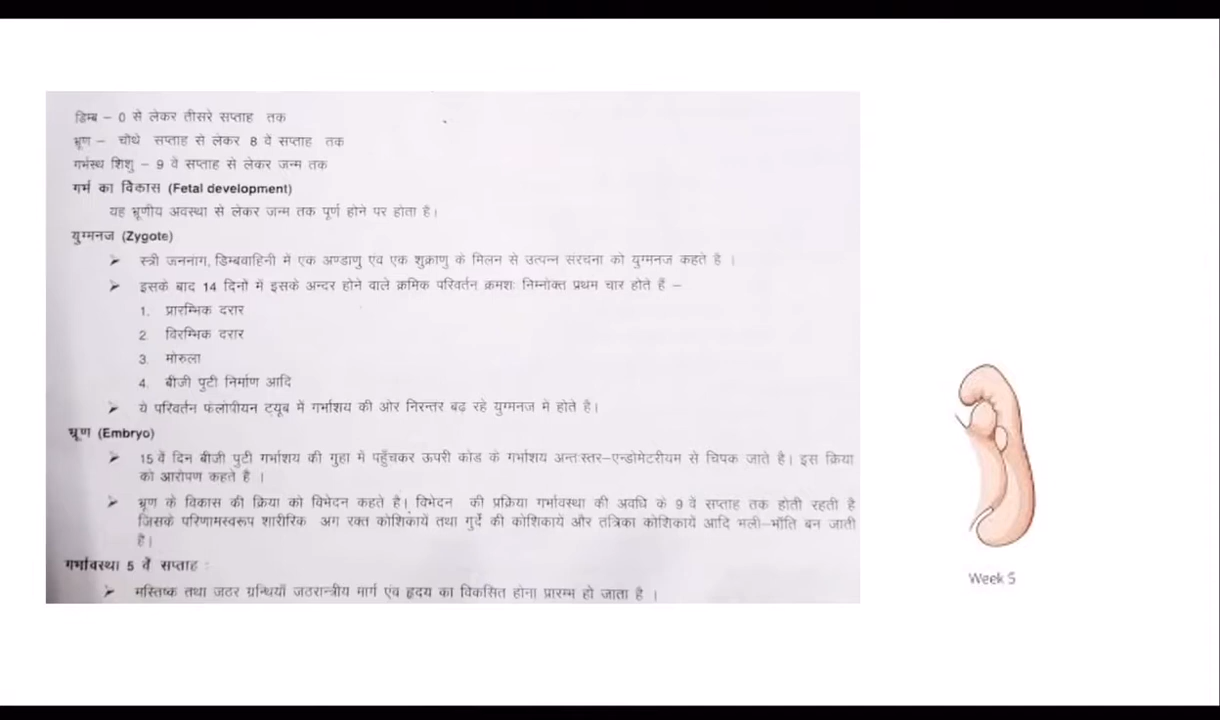 डिम्ब – 0 से लेकर तीसरे सप्ताह तक
भ्रूण – चौथे सप्ताह से लेकर 8 वें सप्ताह तक
गर्भस्थ शिशु – 9 वें सप्ताह से लेकर जन्म तक
गर्भ का विकास (Fetal development)
यह भ्रूणीय अवस्था से लेकर जन्म तक पूर्ण होने पर होता है।
युग्मनज (Zygote)
➢ स्त्री जननांग, डिम्बवाहिनी में एक अण्डाणु एंव एक शुक्राणु के मिलन से उत्पन्न संरचना को युग्मनज कहते है ।
➢ इसके बाद 14 दिनों में इसके अन्दर होने वाले क्रमिक परिवर्तन क्रमशः निम्नोक्त प्रथम चार होते हैं –
1. प्रारम्भिक दरार
2. विरम्भिक दरार
3. मोरुला
4. बीजी पुटी निर्माण आदि
➢ ये परिवर्तन फेलोपीयन ट्यूब में गर्भाशय की ओर निरन्तर बढ़ रहे युग्मनज में होते है।
भ्रूण (Embryo)
➢ 15 वें दिन बीजी पुटी गर्भाशय की गुहा में पहुँचकर ऊपरी कोड के गर्भाशय अन्तःस्तर–एन्डोमेटरीयम से चिपक जाते है। इस क्रिया
को आरोपण कहते है ।
➢ भ्रूण के विकास की क्रिया को विभेदन कहते है। विभेदन की प्रक्रिया गर्भावस्था की अवधि के 9 वें सप्ताह तक होती रहती है
जिसके परिणामस्वरूप शारीरिक अंग रक्त कोशिकायें तथा गुर्दे की कोशिकायें और तंत्रिका कोशिकायें आदि भली–भाँति बन जाती
है।
गर्भावस्था 5 वें सप्ताह :
➢ मस्तिष्क तथा जठर ग्रन्थियाँ जठरान्त्रीय मार्ग एंव हृदय का विकसित होना प्रारम्भ हो जाता है ।
Week 5